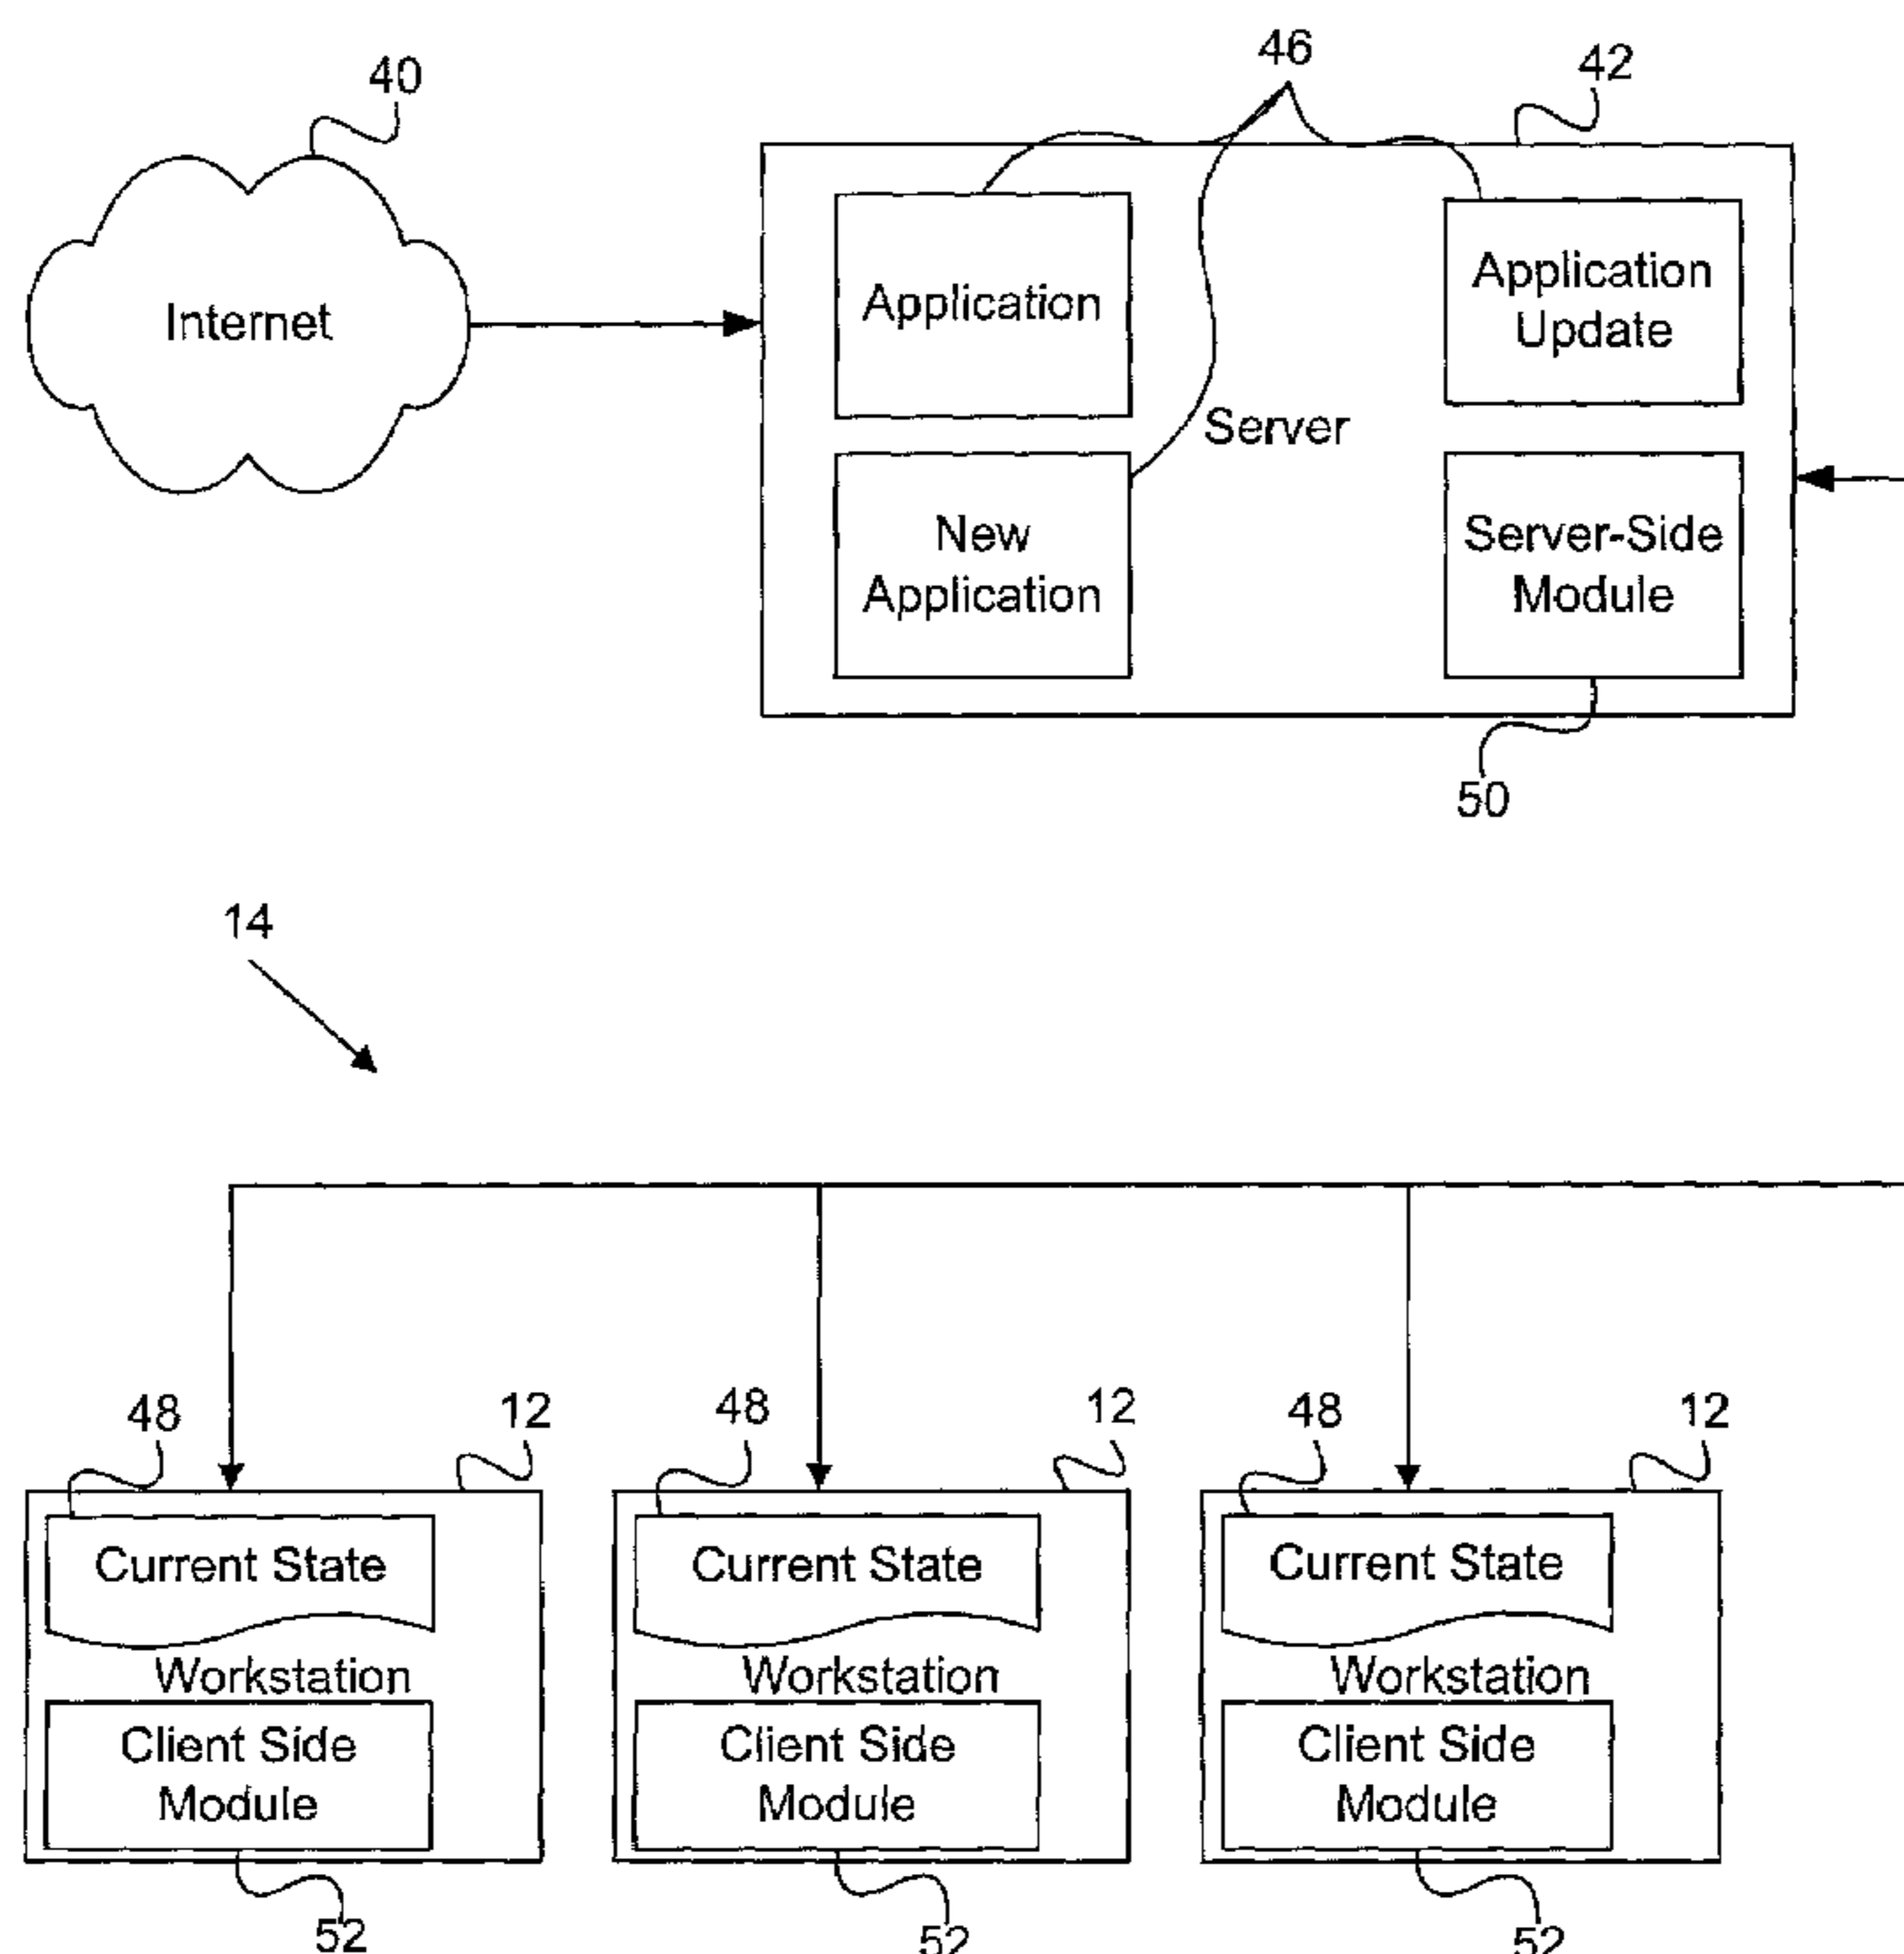 46
42
40
Application
Update
Application
Internet
Server
New
Application
Server-Side
Module
50
14
48
12
48
12
48
12
Current State
Current State
Current State
Workstation
Workstation
Workstation
Client Side
Module
Client Side
Module
Client Side
Module
52
52
52